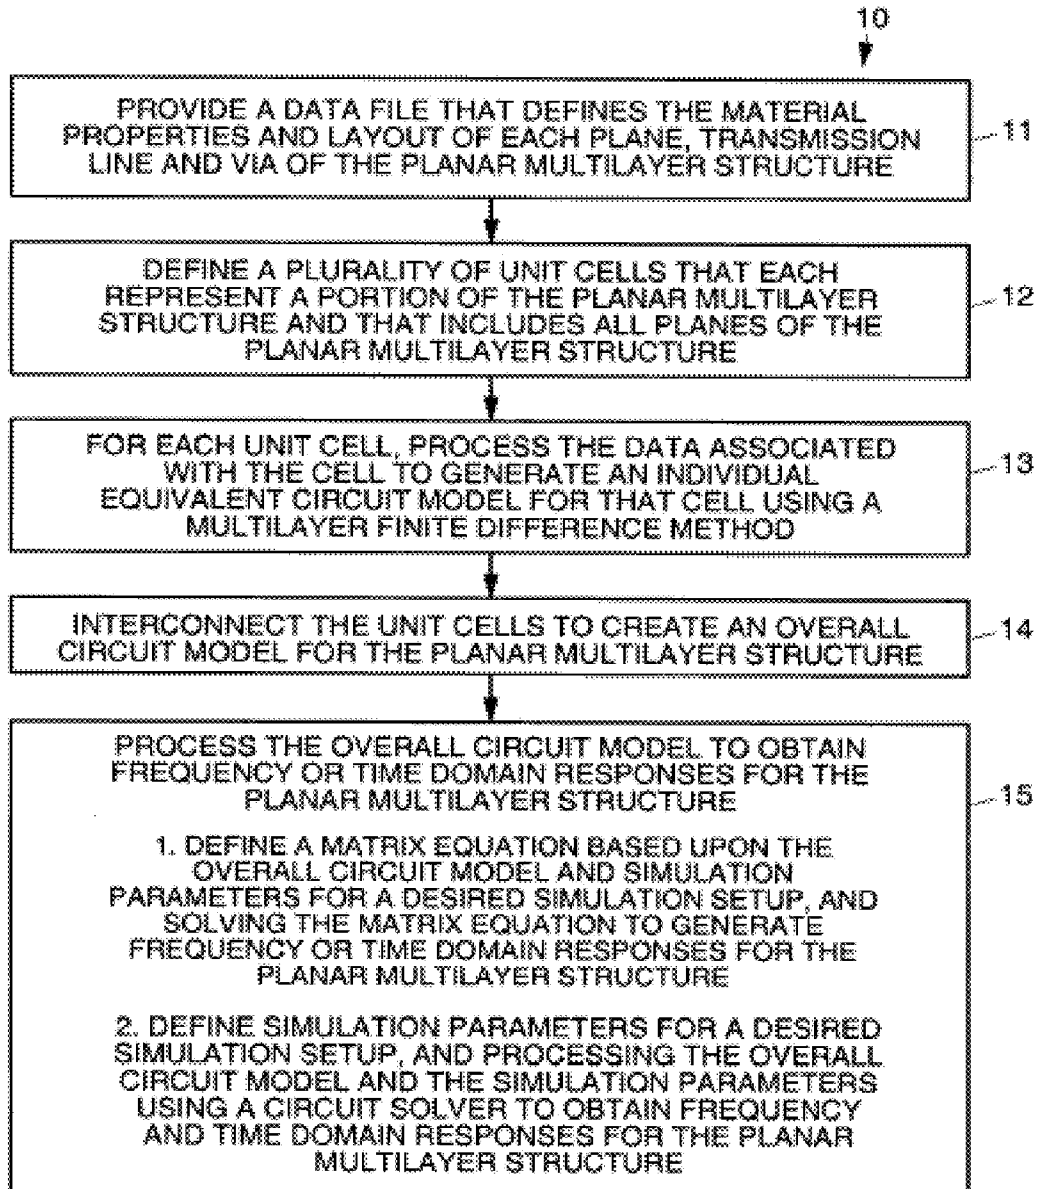 10
PROVIDE A DATA FILE THAT DEFINES THE MATERIAL
PROPERTIES AND LAYOUT OF EACH PLANE, TRANSMISSION
LINE AND VIA OF THE PLANAR MULTILAYER STRUCTURE
11
DEFINE A PLURALITY OF UNIT CELLS THAT EACH
REPRESENT A PORTION OF THE PLANAR MULTILAYER
STRUCTURE AND THAT INCLUDES ALL PLANES OF THE
PLANAR MULTILAYER STRUCTURE
12
FOR EACH UNIT CELL, PROCESS THE DATA ASSOCIATED
WITH THE CELL TO GENERATE AN INDIVIDUAL
EQUIVALENT CIRCUIT MODEL FOR THAT CELL USING A
MULTILAYER FINITE DIFFERENCE METHOD
13
INTERCONNECT THE UNIT CELLS TO CREATE AN OVERALL
CIRCUIT MODEL FOR THE PLANAR MULTILAYER STRUCTURE
14
PROCESS THE OVERALL CIRCUIT MODEL TO OBTAIN
FREQUENCY OR TIME DOMAIN RESPONSES FOR THE
PLANAR MULTILAYER STRUCTURE
15
1. DEFINE A MATRIX EQUATION BASED UPON THE
OVERALL CIRCUIT MODEL AND SIMULATION
PARAMETERS FOR A DESIRED SIMULATION SETUP, AND
SOLVING THE MATRIX EQUATION TO GENERATE
FREQUENCY OR TIME DOMAIN RESPONSES FOR THE
PLANAR MULTILAYER STRUCTURE
2. DEFINE SIMULATION PARAMETERS FOR A DESIRED
SIMULATION SETUP, AND PROCESSING THE OVERALL
CIRCUIT MODEL AND THE SIMULATION PARAMETERS
USING A CIRCUIT SOLVER TO OBTAIN FREQUENCY
AND TIME DOMAIN RESPONSES FOR THE PLANAR
MULTILAYER STRUCTURE